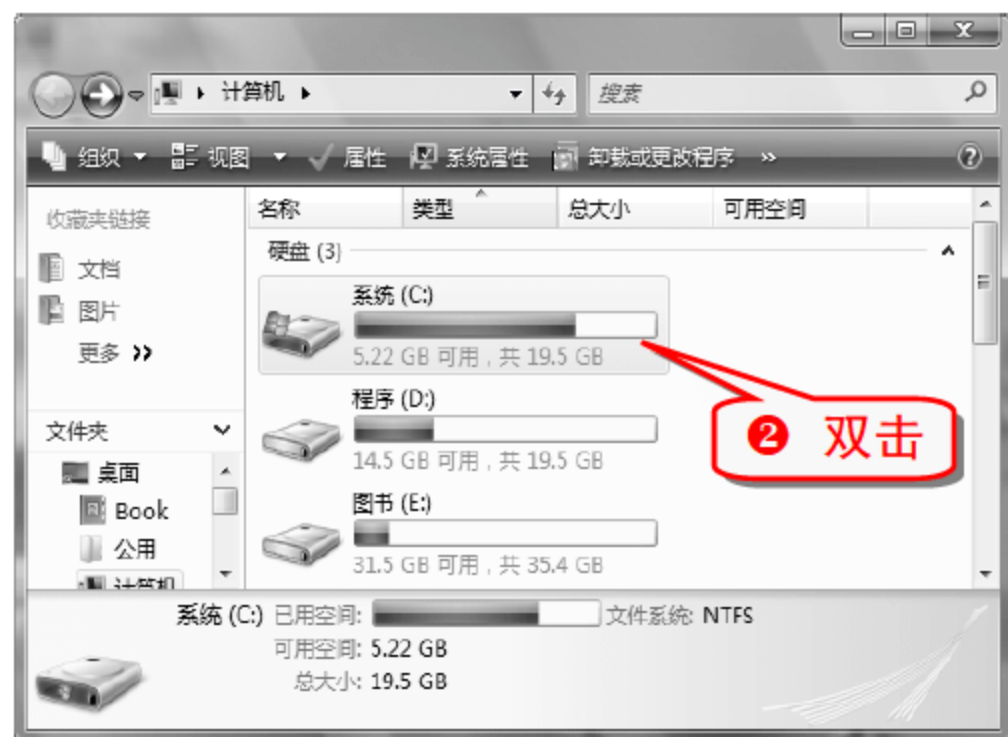 计算机
搜索
组织 视图 属性 系统属性 卸载或更改程序 »
收藏夹链接
文档
图片
更多 »
文件夹
桌面
Book
公用
计算机
名称 类型 总大小 可用空间
硬盘 (3)
系统 (C:)
5.22 GB 可用 , 共 19.5 GB
程序 (D:)
14.5 GB 可用 , 共 19.5 GB
图书 (E:)
31.5 GB 可用 , 共 35.4 GB
❷ 双击
系统 (C:) 已用空间: 文件系统: NTFS
可用空间: 5.22 GB
总大小: 19.5 GB